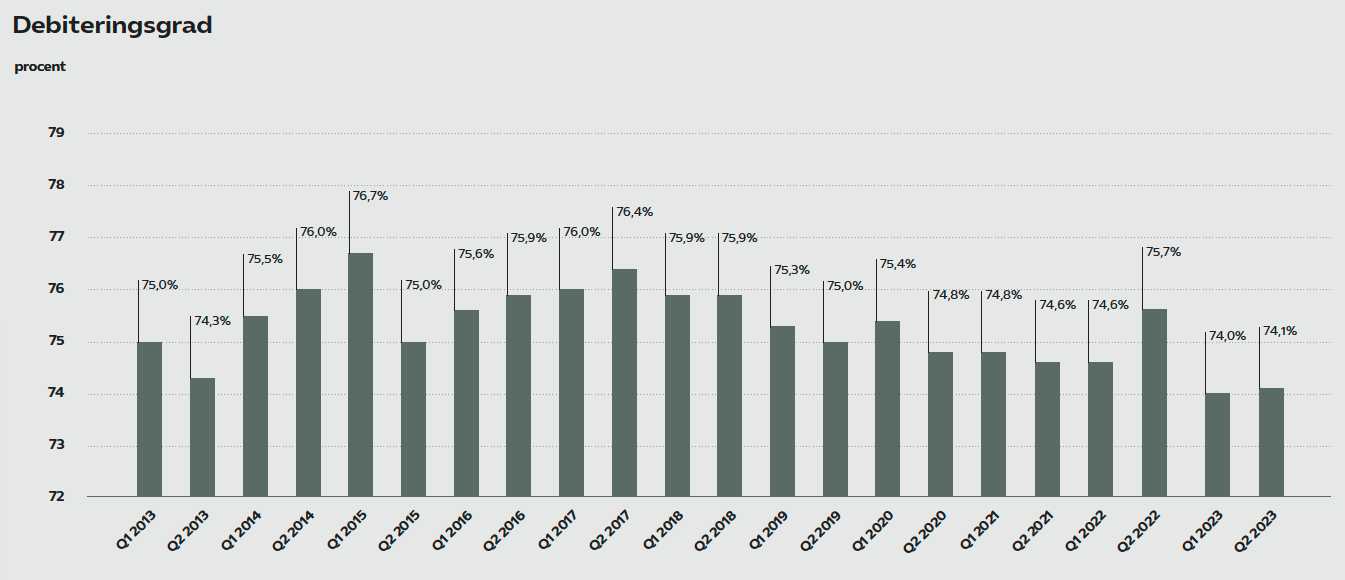 Debiteringsgrad
procent
79
78
77
76
75
74
73
72
75,0%
74,3%
75,5%
76,0%
76,7%
75,0%
75,6%
75,9%
76,0%
76,4%
75,9%
75,9%
75,3%
75,0%
75,4%
74,8%
74,8%
74,6%
74,6%
75,7%
74,0%
74,1%
Q1 2013
Q2 2013
Q1 2014
Q2 2014
Q1 2015
Q2 2015
Q1 2016
Q2 2016
Q1 2017
Q2 2017
Q1 2018
Q2 2018
Q1 2019
Q2 2019
Q1 2020
Q2 2020
Q1 2021
Q2 2021
Q1 2022
Q2 2022
Q1 2023
Q2 2023